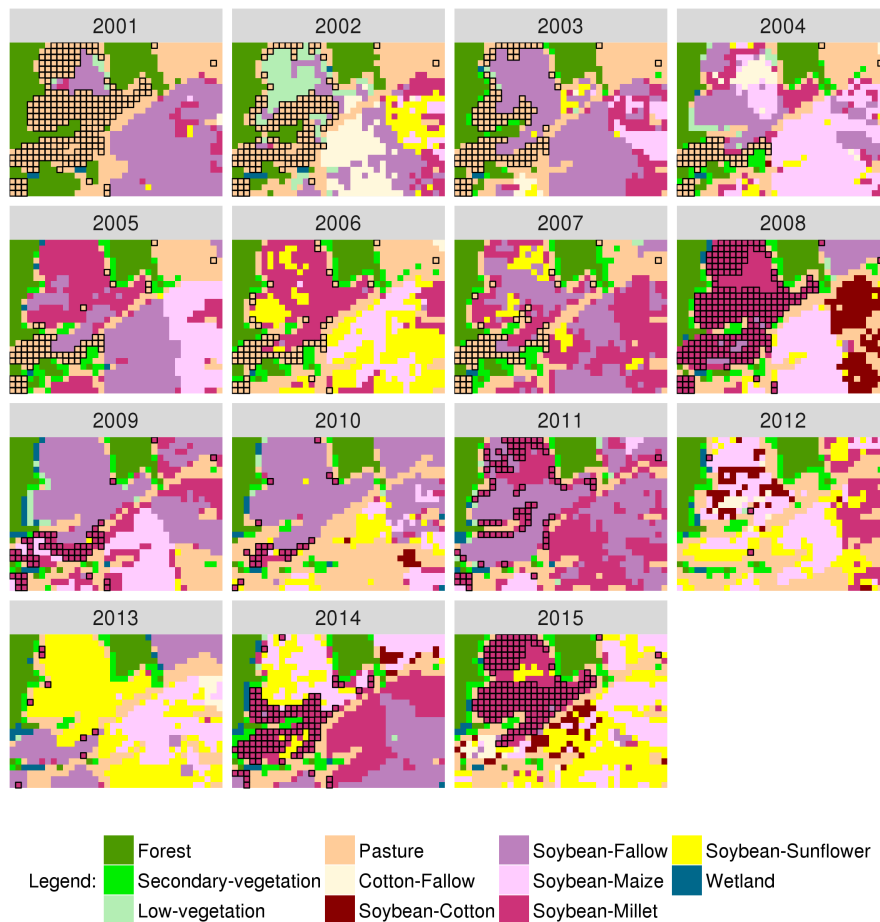 2001 2002 2003 2004
2005 2006 2007 2008
2009 2010 2011 2012
2013 2014 2015
Forest Pasture Soybean-Fallow Soybean-Sunflower
Legend: Secondary-vegetation Cotton-Fallow Soybean-Maize Wetland
Low-vegetation Soybean-Cotton Soybean-Millet